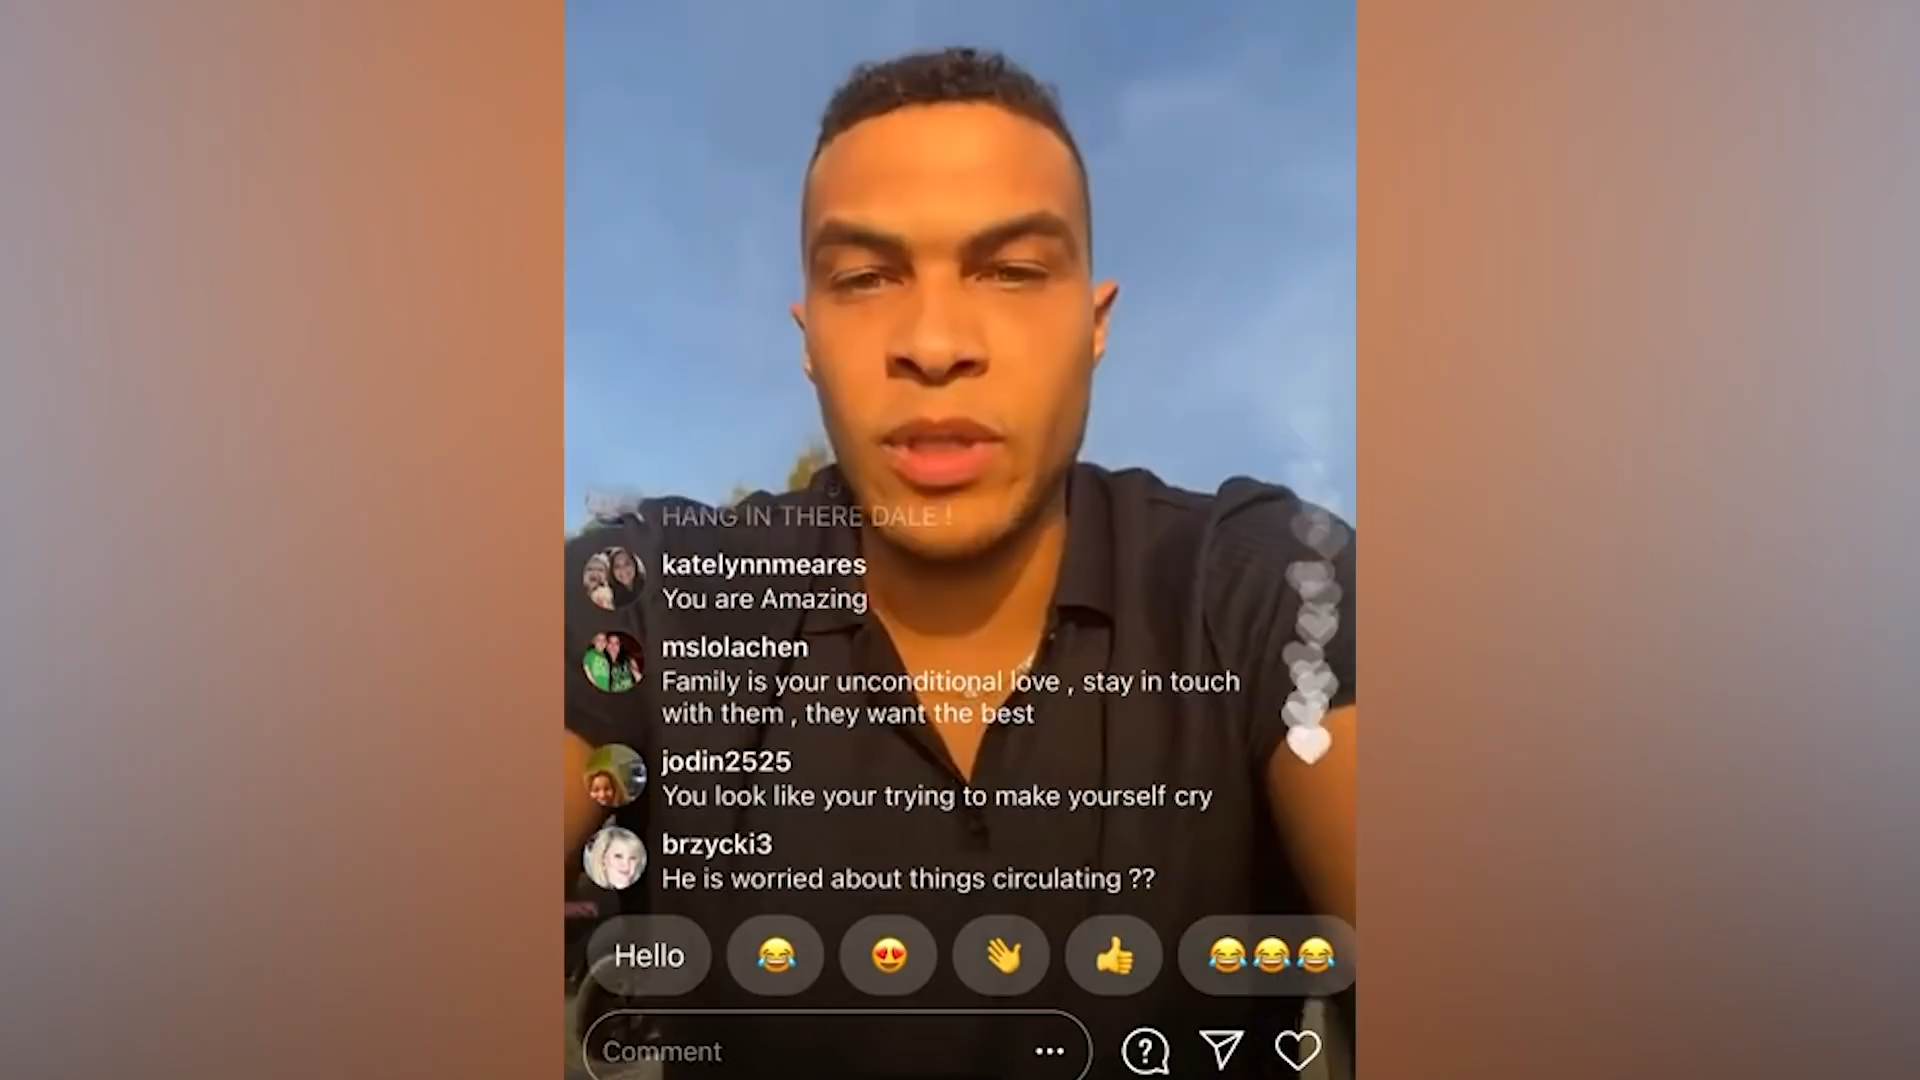 HANG IN THERE DALE !
katelynnmeares
You are Amazing
mslolachen
Family is your unconditional love , stay in touch
with them , they want the best
jodin2525
You look like your trying to make yourself cry
brzycki3
He is worried about things circulating ??
Hello 😂 😍 👋 👍 😂😂😂
Comment